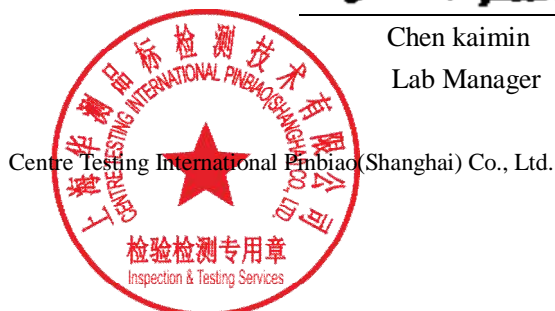 Chen kaimin
Lab Manager
Centre Testing International Pinbiao(Shanghai) Co., Ltd.
上海华测品标检测技术有限公司
CENTRE TESTING INTERNATIONAL PINBIAO(SHANGHAI) CO., LTD.
检验检测专用章
Inspection & Testing Services